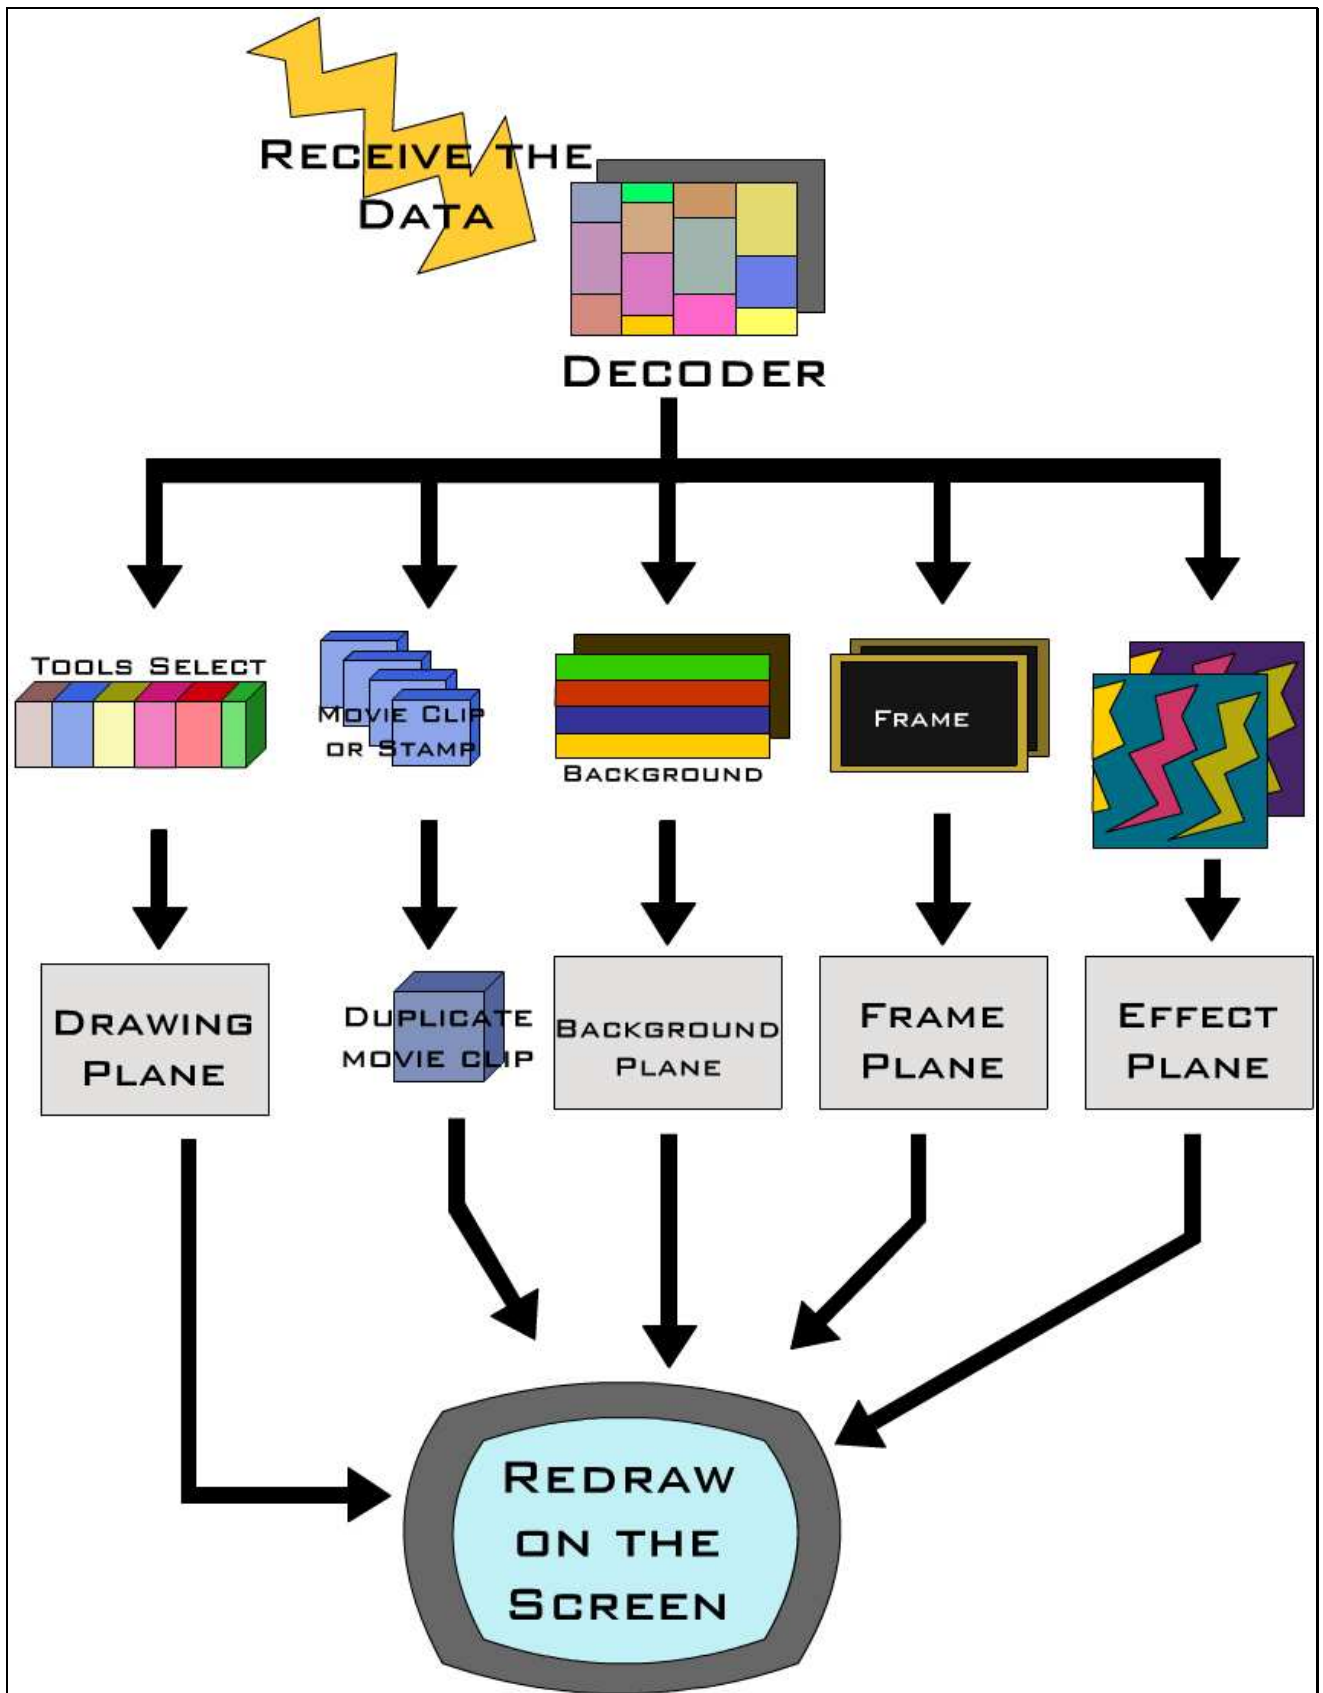 RECEIVE THE
DATA
DECODER
TOOLS SELECT
MOVIE CLIP
OR STAMP
BACKGROUND
FRAME
DRAWING
PLANE
DUPLICATE
MOVIE CLIP
BACKGROUND
PLANE
FRAME
PLANE
EFFECT
PLANE
REDRAW
ON THE
SCREEN